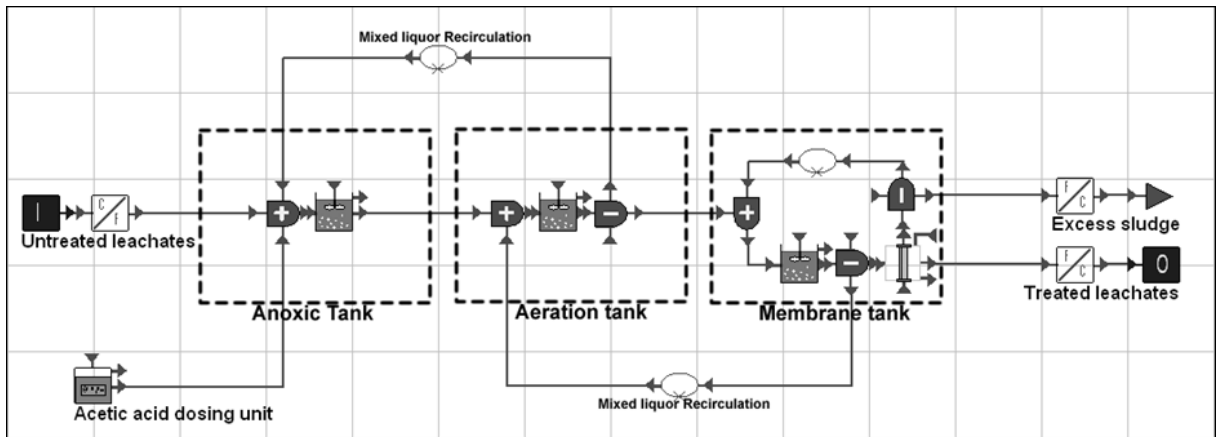 Mixed liquor Recirculation
I
C
F
Untreated leachates
Anoxic Tank
Aeration tank
Membrane tank
F
C
Excess sludge
F
C
O
Treated leachates
Acetic acid dosing unit
Mixed liquor Recirculation